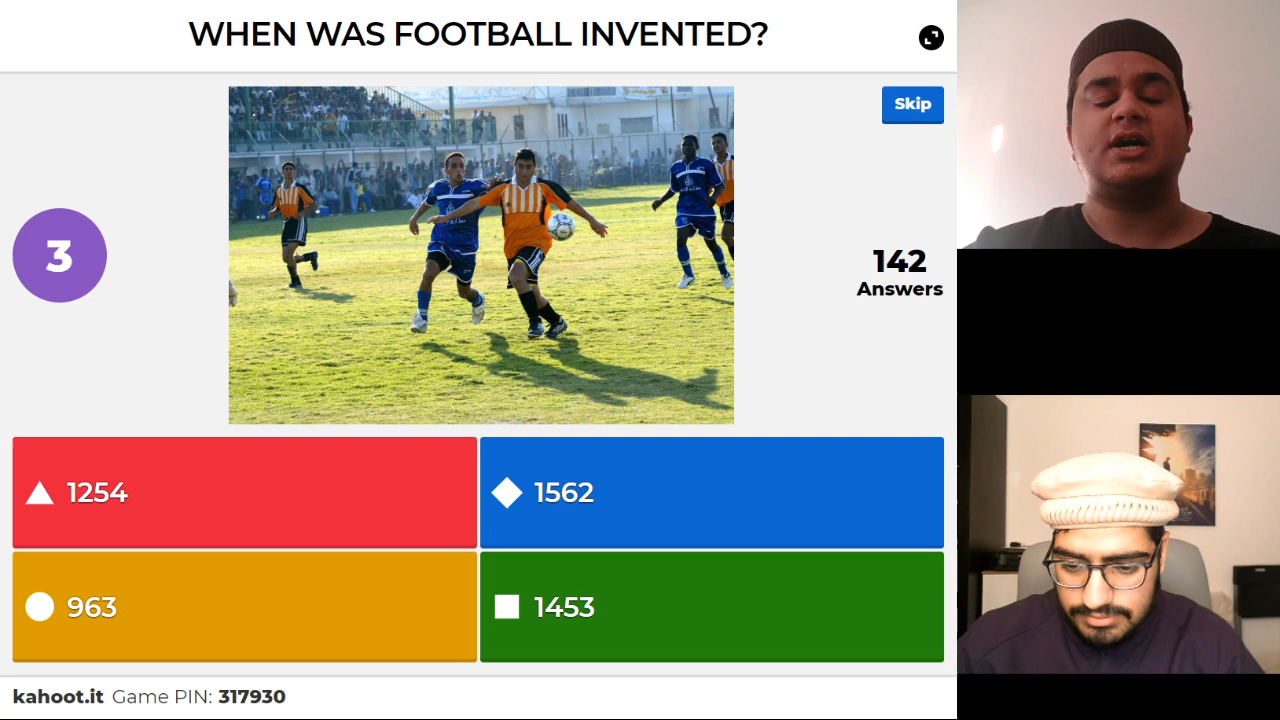 WHEN WAS FOOTBALL INVENTED?
Skip
3
142
Answers
1254
1562
963
1453
kahoot.it Game PIN: 317930